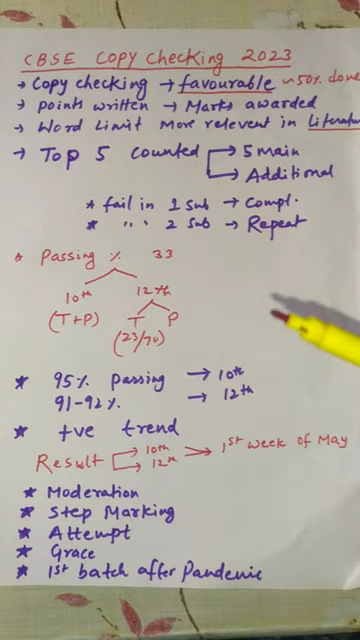 CBSE Copy Checking 2023
→ Copy checking → favourable ~50% done
→ points written → Marks awarded
→ Word Limit More relevent in Literatu
→ Top 5 counted → 5 main
→ Additional
* fail in 1 Sub → Compt.
* " " 2 Sub → Repeat
* Passing % 33
10th 12th
(T+P) T P
(23/70)
* 95% passing → 10th
91-92% → 12th
* +ve trend
Result → 10th → 1st week of May
→ 12th
* Moderation
* Step Marking
* Attempt
* Grace
* 1st batch after Pandemic